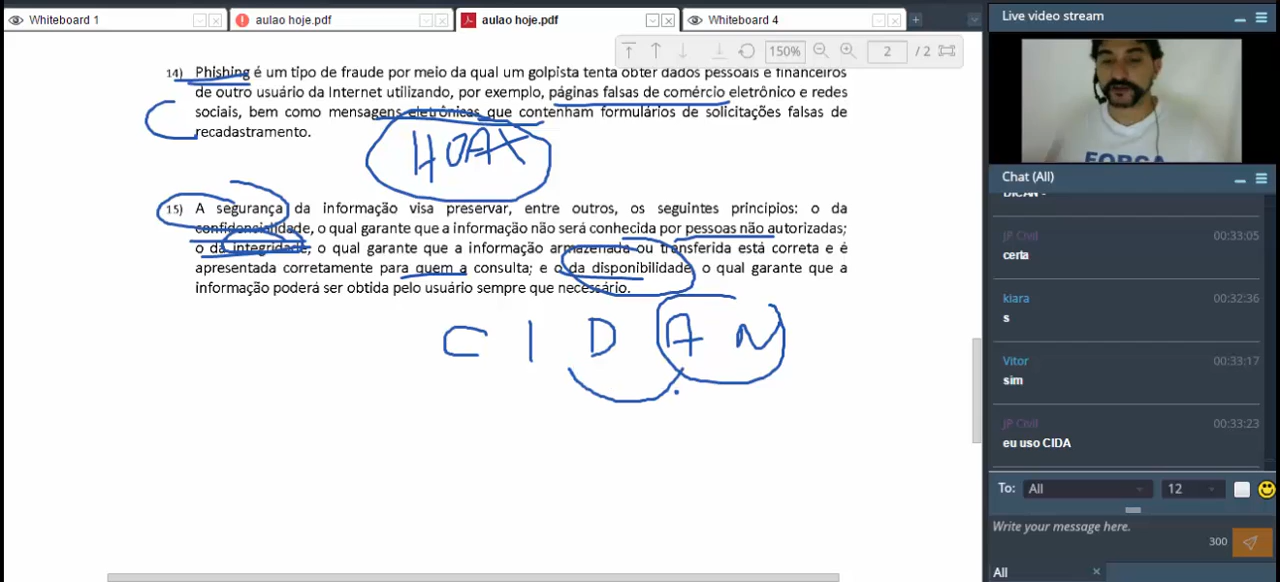 Whiteboard 1
aulao hoje.pdf
aulao hoje.pdf
Whiteboard 4
150%
2
/ 2
14) Phishing é um tipo de fraude por meio da qual um golpista tenta obter dados pessoais e financeiros
de outro usuário da Internet utilizando, por exemplo, páginas falsas de comércio eletrônico e redes
sociais, bem como mensagens eletrônicas que contenham formulários de solicitações falsas de
recadastramento.
HOAX
15) A segurança da informação visa preservar, entre outros, os seguintes princípios: o da
confidencialidade, o qual garante que a informação não será conhecida por pessoas não autorizadas;
o da integridade, o qual garante que a informação armazenada ou transferida está correta e é
apresentada corretamente para quem a consulta; e o da disponibilidade, o qual garante que a
informação poderá ser obtida pelo usuário sempre que necessário.
C I D A N
Live video stream
FORÇA
Chat (All)
DICAN -
JP Civil 00:33:05
certa
kiara 00:32:36
s
Vitor 00:33:17
sim
JP Civil 00:33:23
eu uso CIDA
To: All 12
Write your message here.
300
All